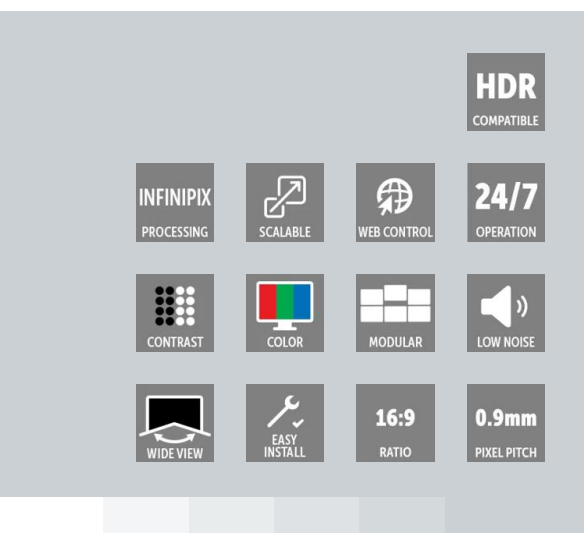 HDR
COMPATIBLE
INFINIPIX
PROCESSING
SCALABLE
WEB CONTROL
24/7
OPERATION
CONTRAST
COLOR
MODULAR
LOW NOISE
WIDE VIEW
EASY
INSTALL
16:9
RATIO
0.9mm
PIXEL PITCH